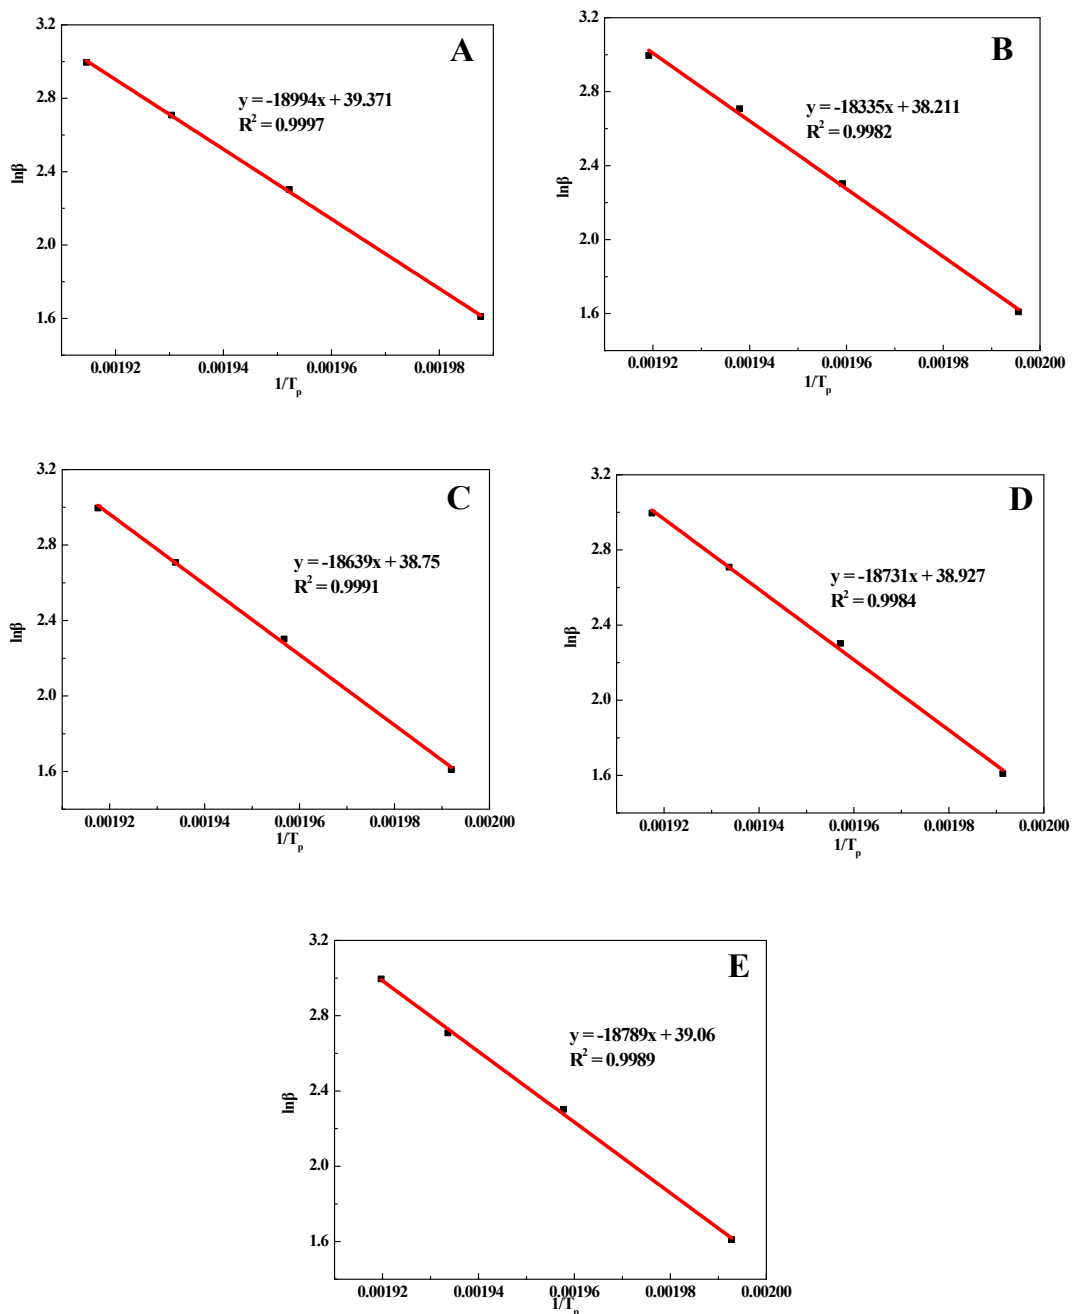 A
y = -18994x + 39.371
R² = 0.9997
lnβ
3.2
2.8
2.4
2.0
1.6
0.00192 0.00194 0.00196 0.00198
1/Tp
B
y = -18335x + 38.211
R² = 0.9982
lnβ
3.2
2.8
2.4
2.0
1.6
0.00192 0.00194 0.00196 0.00198 0.00200
1/Tp
C
y = -18639x + 38.75
R² = 0.9991
lnβ
3.2
2.8
2.4
2.0
1.6
0.00192 0.00194 0.00196 0.00198 0.00200
1/Tp
D
y = -18731x + 38.927
R² = 0.9984
lnβ
3.2
2.8
2.4
2.0
1.6
0.00192 0.00194 0.00196 0.00198 0.00200
1/Tp
E
y = -18789x + 39.06
R² = 0.9989
lnβ
3.2
2.8
2.4
2.0
1.6
0.00192 0.00194 0.00196 0.00198 0.00200
1/Tp